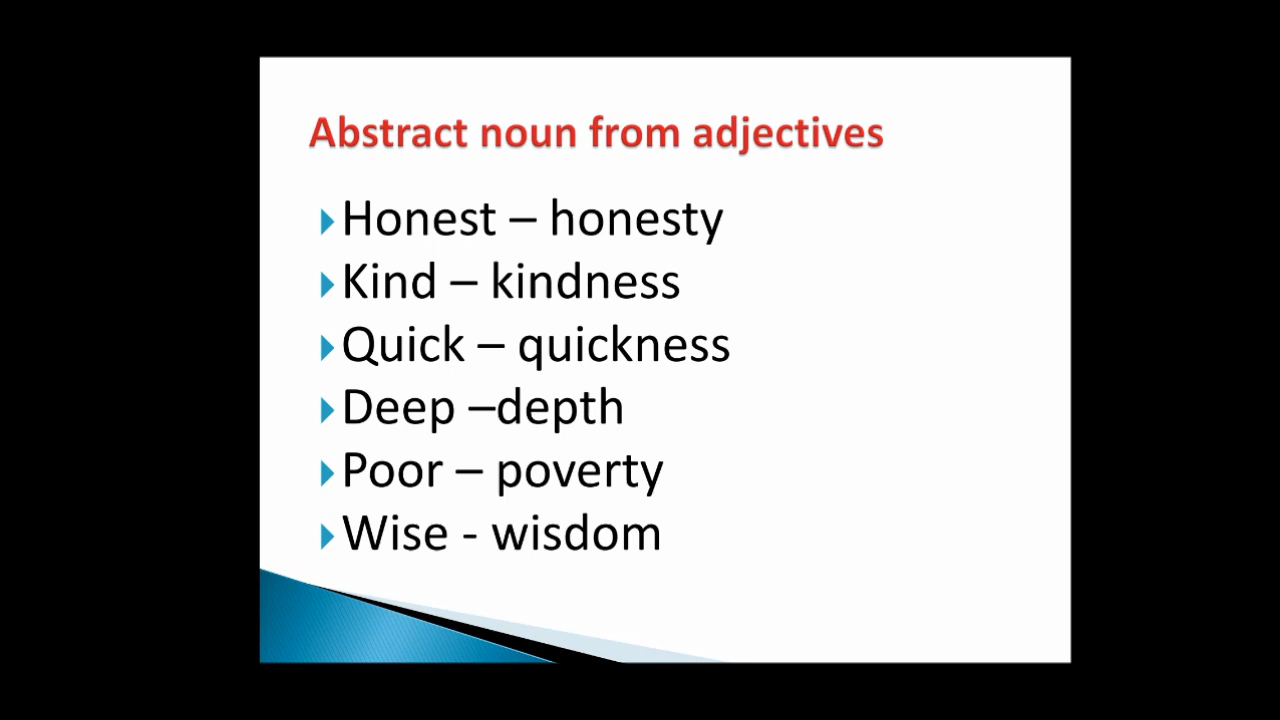 Abstract noun from adjectives
Honest – honesty
Kind – kindness
Quick – quickness
Deep –depth
Poor – poverty
Wise - wisdom